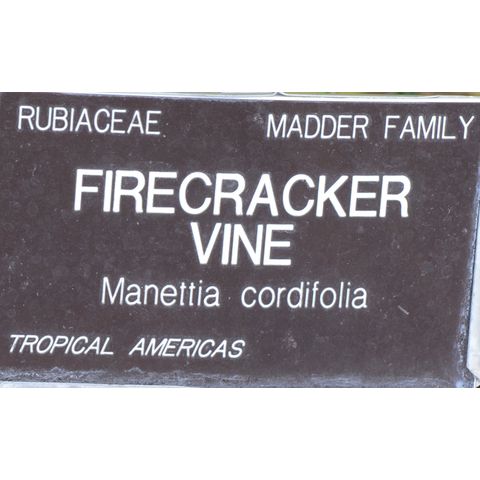 RUBIACEAE MADDER FAMILY
FIRECRACKER
VINE
Manettia cordifolia
TROPICAL AMERICAS